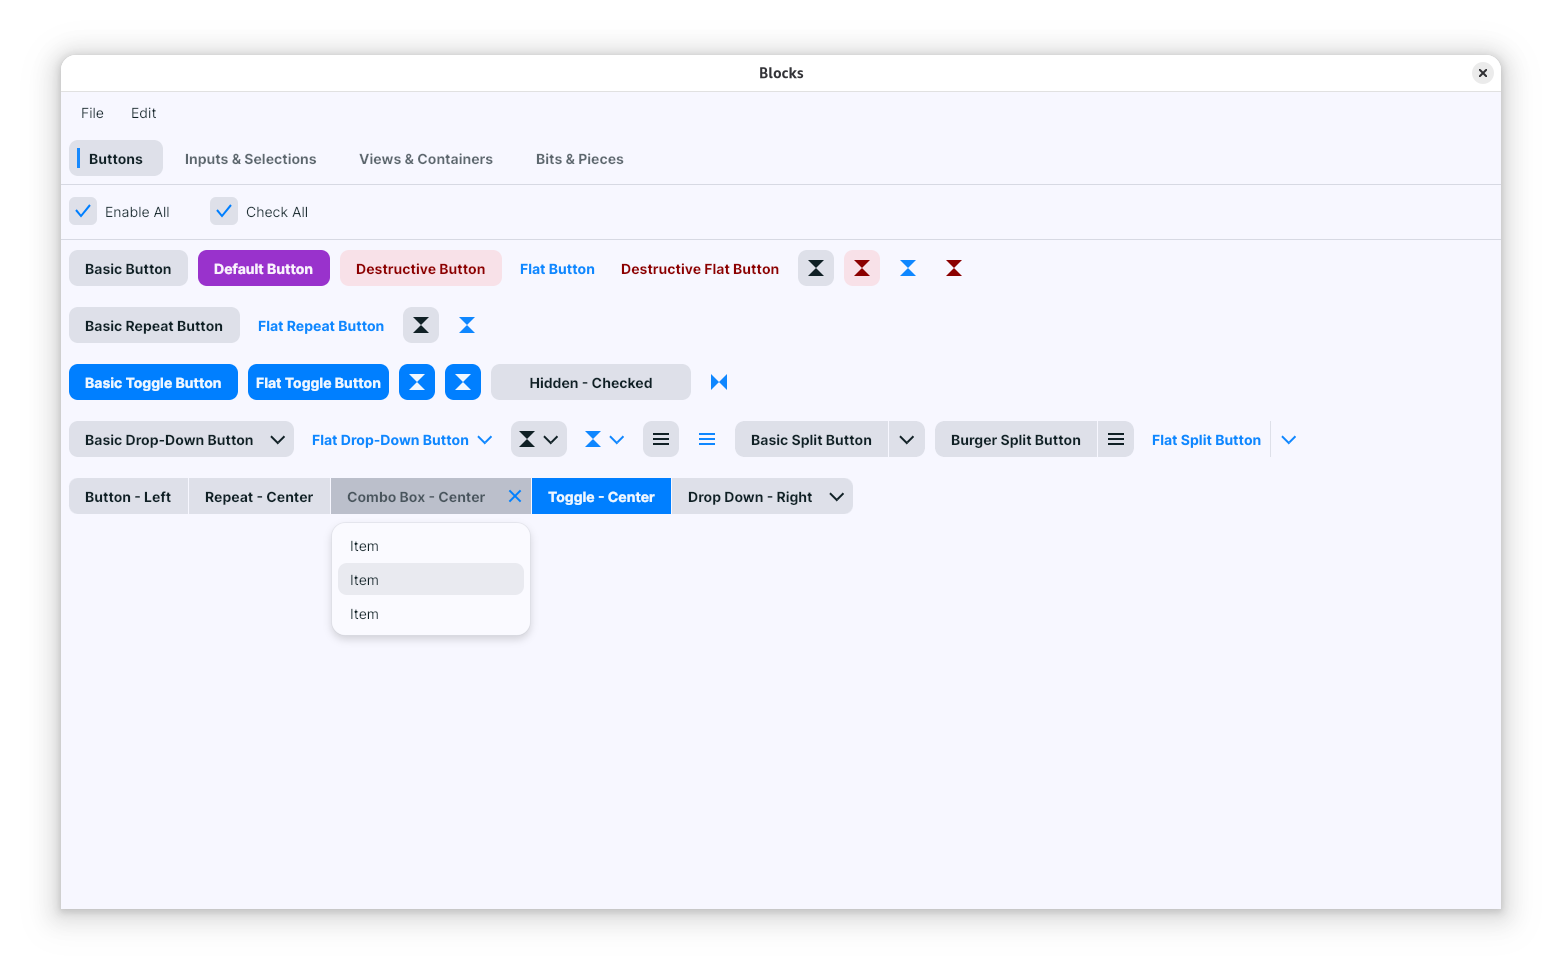 Blocks
File Edit
Buttons Inputs & Selections Views & Containers Bits & Pieces
Enable All Check All
Basic Button Default Button Destructive Button Flat Button Destructive Flat Button
Basic Repeat Button Flat Repeat Button
Basic Toggle Button Flat Toggle Button Hidden - Checked
Basic Drop-Down Button Flat Drop-Down Button Basic Split Button Burger Split Button Flat Split Button
Button - Left Repeat - Center Combo Box - Center Toggle - Center Drop Down - Right
Item
Item
Item